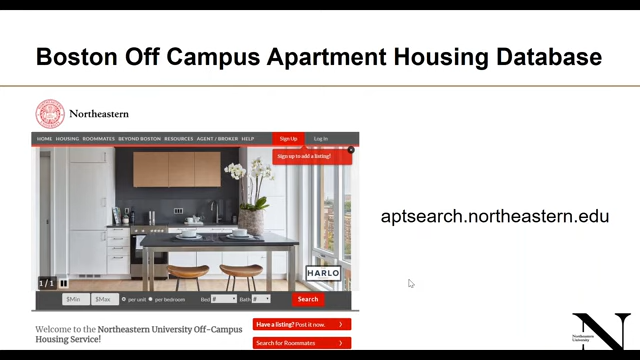 Boston Off Campus Apartment Housing Database
Northeastern
HOME HOUSING ROOMMATES BEYOND BOSTON RESOURCES AGENT / BROKER HELP Sign Up Log In
Sign up to add a listing!
aptsearch.northeastern.edu
HARLO
1 / 1
$Min $Max per unit per bedroom Bed # Bath # Search
Welcome to the Northeastern University Off-Campus
Housing Service!
Have a listing? Post it now.
Search for Roommates
Northeastern
University
N